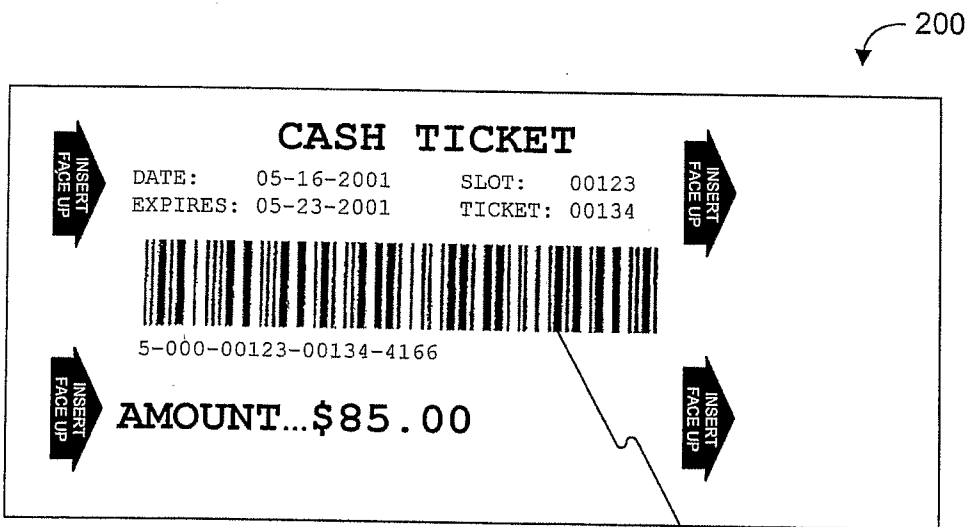 200
CASH TICKET
INSERT
FACE UP
INSERT
FACE UP
DATE: 05-16-2001 SLOT: 00123
EXPIRES: 05-23-2001 TICKET: 00134
5-000-00123-00134-4166
INSERT
FACE UP
INSERT
FACE UP
AMOUNT...$85.00